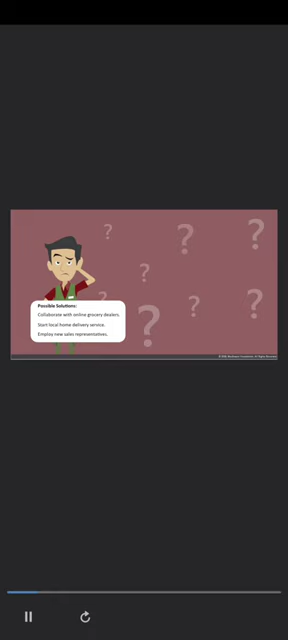 Possible Solutions:
Collaborate with online grocery dealers.
Start local home delivery service.
Employ new sales representatives.